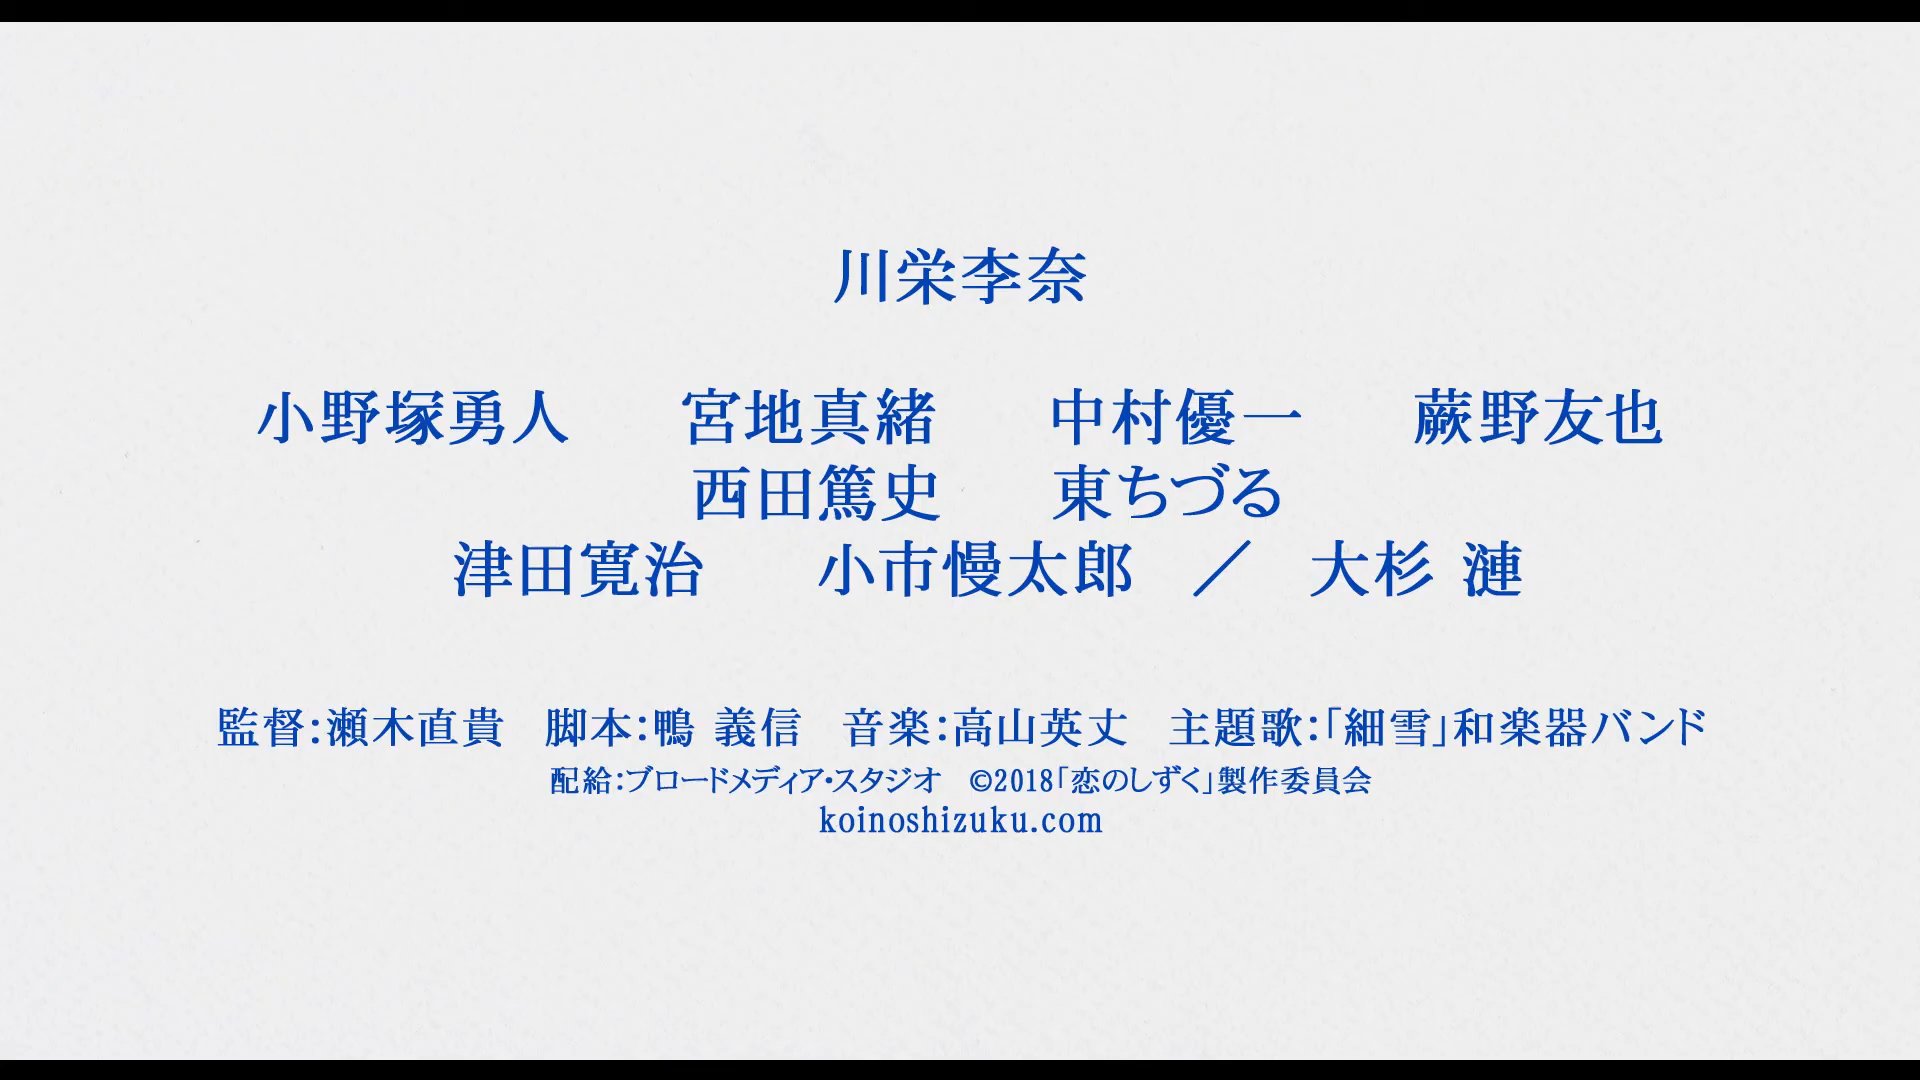 川栄李奈
小野塚勇人　宮地真緒　中村優一　蕨野友也
西田篤史　東ちづる
津田寛治　小市慢太郎　／　大杉 漣
監督：瀬木直貴　脚本：鴨 義信　音楽：高山英丈　主題歌：「細雪」和楽器バンド
配給：ブロードメディア・スタジオ　©2018「恋のしずく」製作委員会
koinoshizuku.com